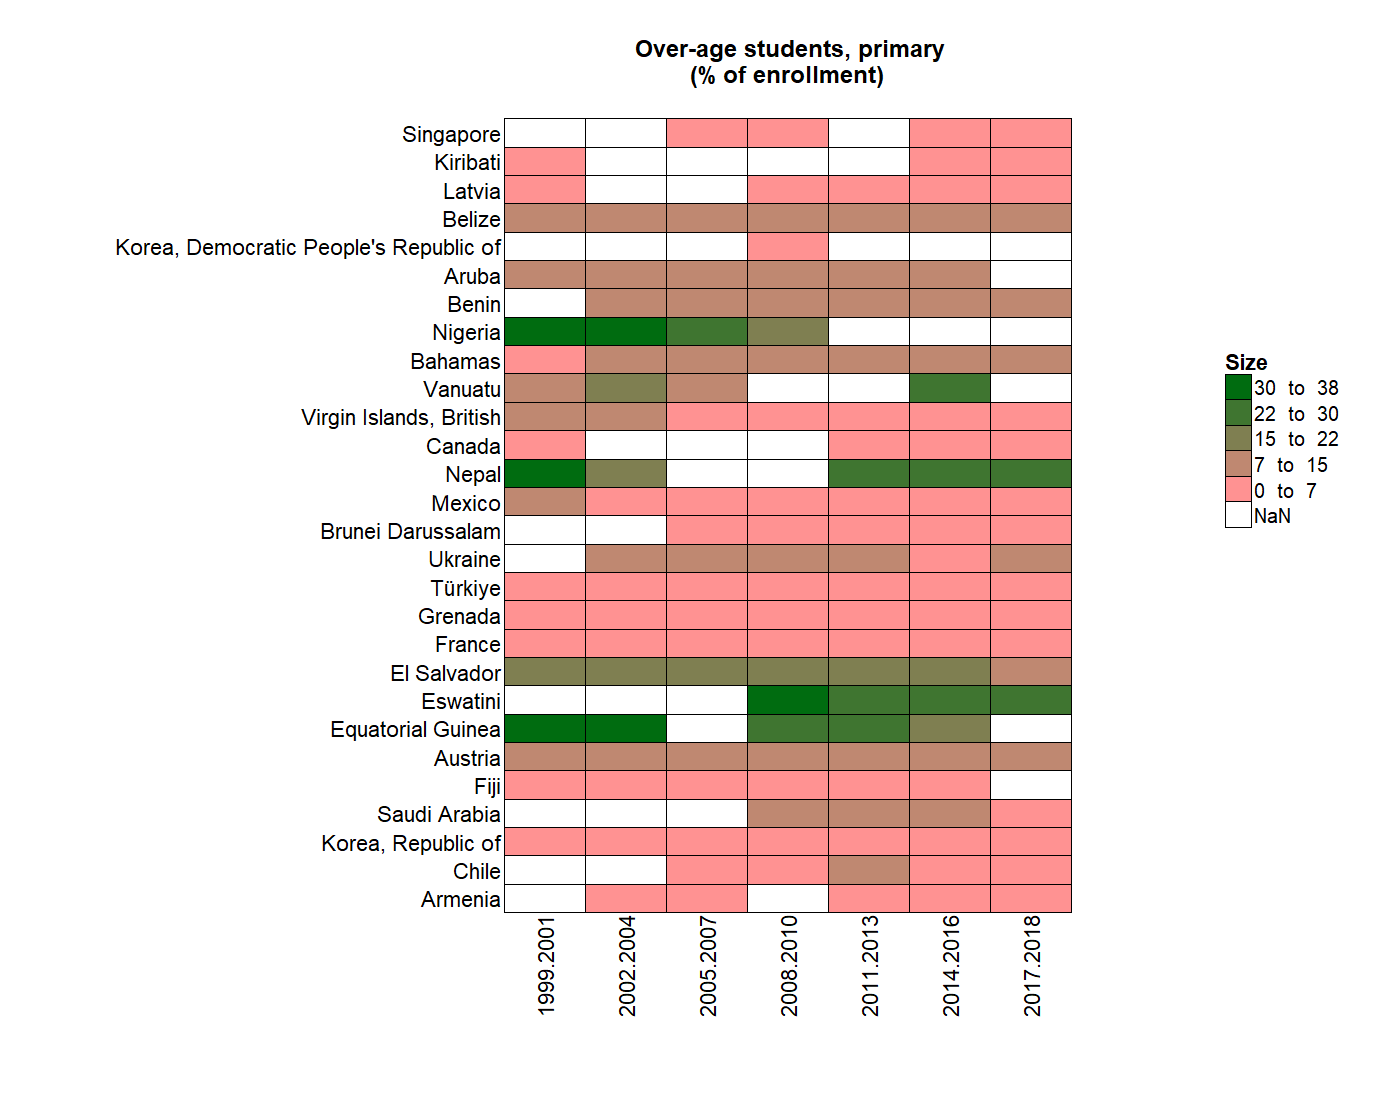 Over-age students, primary
(% of enrollment)
Singapore
Kiribati
Latvia
Belize
Korea, Democratic People's Republic of
Aruba
Benin
Nigeria
Bahamas
Vanuatu
Virgin Islands, British
Canada
Nepal
Mexico
Brunei Darussalam
Ukraine
Türkiye
Grenada
France
El Salvador
Eswatini
Equatorial Guinea
Austria
Fiji
Saudi Arabia
Korea, Republic of
Chile
Armenia
1999.2001
2002.2004
2005.2007
2008.2010
2011.2013
2014.2016
2017.2018
Size
30 to 38
22 to 30
15 to 22
7 to 15
0 to 7
NaN